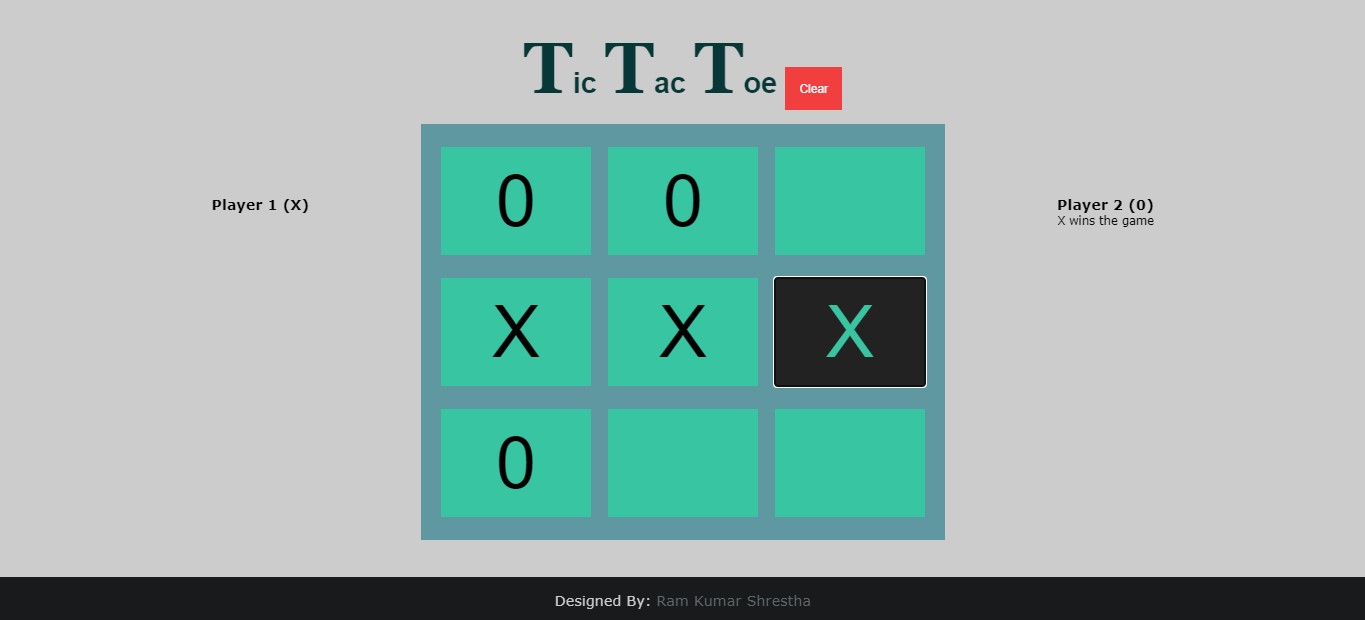 Tic Tac Toe Clear
Player 1 (X)
Player 2 (0)
X wins the game
0 0
X X X
0
Designed By: Ram Kumar Shrestha